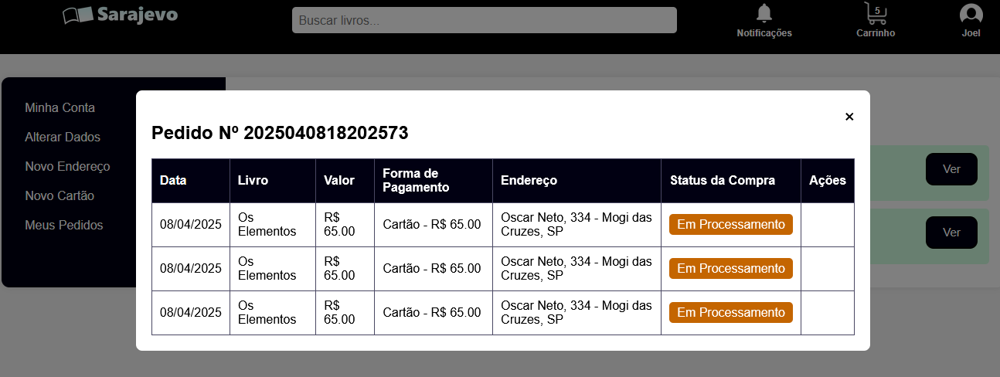 Sarajevo
Buscar livros...
Notificações
5
Carrinho
Joel
Minha Conta
Alterar Dados
Novo Endereço
Novo Cartão
Meus Pedidos
×
Pedido Nº 2025040818202573
Data
Livro
Valor
Forma de
Pagamento
Endereço
Status da Compra
Ações
08/04/2025
Os
Elementos
R$
65.00
Cartão - R$ 65.00
Oscar Neto, 334 - Mogi das
Cruzes, SP
Em Processamento
08/04/2025
Os
Elementos
R$
65.00
Cartão - R$ 65.00
Oscar Neto, 334 - Mogi das
Cruzes, SP
Em Processamento
08/04/2025
Os
Elementos
R$
65.00
Cartão - R$ 65.00
Oscar Neto, 334 - Mogi das
Cruzes, SP
Em Processamento
Ver
Ver